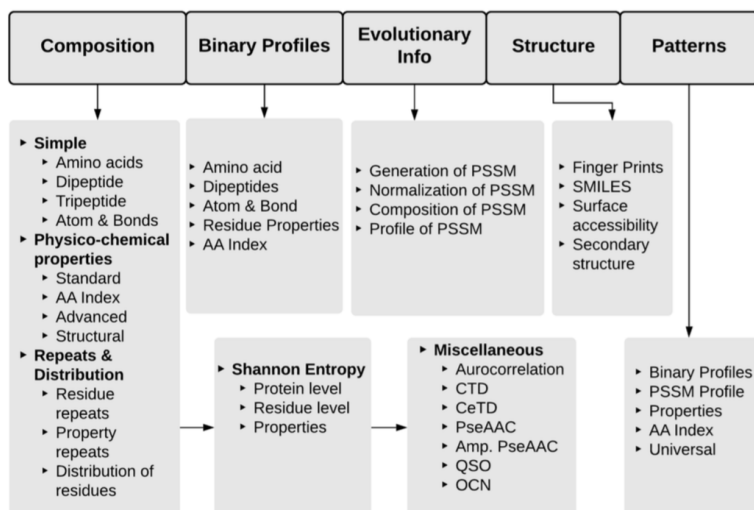 Composition
Binary Profiles
Evolutionary
Info
Structure
Patterns
Simple
Amino acids
Dipeptide
Tripeptide
Atom & Bonds
Physico-chemical
properties
Standard
AA Index
Advanced
Structural
Repeats &
Distribution
Residue
repeats
Property
repeats
Distribution of
residues
Amino acid
Dipeptides
Atom & Bond
Residue Properties
AA Index
Generation of PSSM
Normalization of PSSM
Composition of PSSM
Profile of PSSM
Finger Prints
SMILES
Surface
accessibility
Secondary
structure
Shannon Entropy
Protein level
Residue level
Properties
Miscellaneous
Aurocorrelation
CTD
CeTD
PseAAC
Amp. PseAAC
QSO
OCN
Binary Profiles
PSSM Profile
Properties
AA Index
Universal